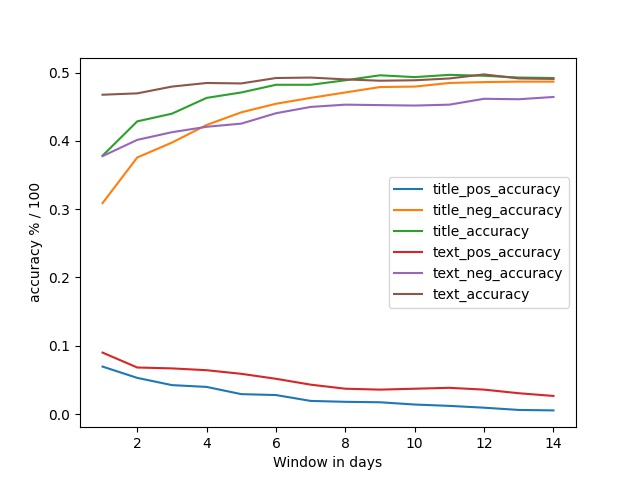 0.5
0.4
0.3
0.2
0.1
0.0
accuracy % / 100
title_pos_accuracy
title_neg_accuracy
title_accuracy
text_pos_accuracy
text_neg_accuracy
text_accuracy
2 4 6 8 10 12 14
Window in days